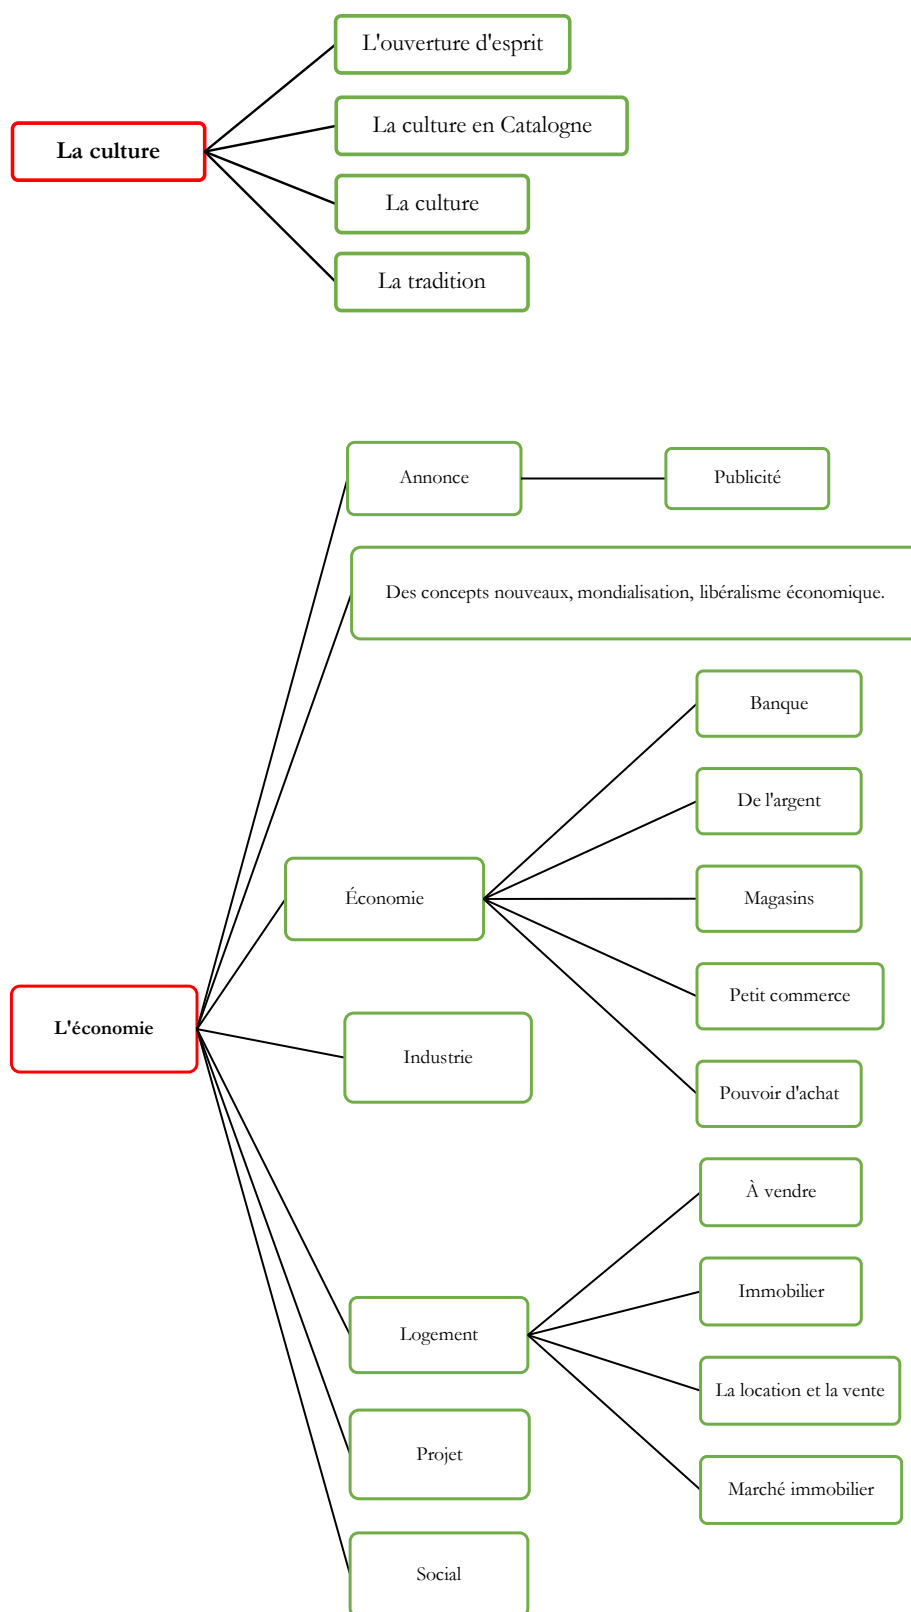 L'ouverture d'esprit
La culture en Catalogne
La culture
La culture
La tradition
Annonce
Publicité
Des concepts nouveaux, mondialisation, libéralisme économique.
Banque
De l'argent
Économie
Magasins
Petit commerce
L'économie
Industrie
Pouvoir d'achat
À vendre
Immobilier
Logement
La location et la vente
Projet
Marché immobilier
Social